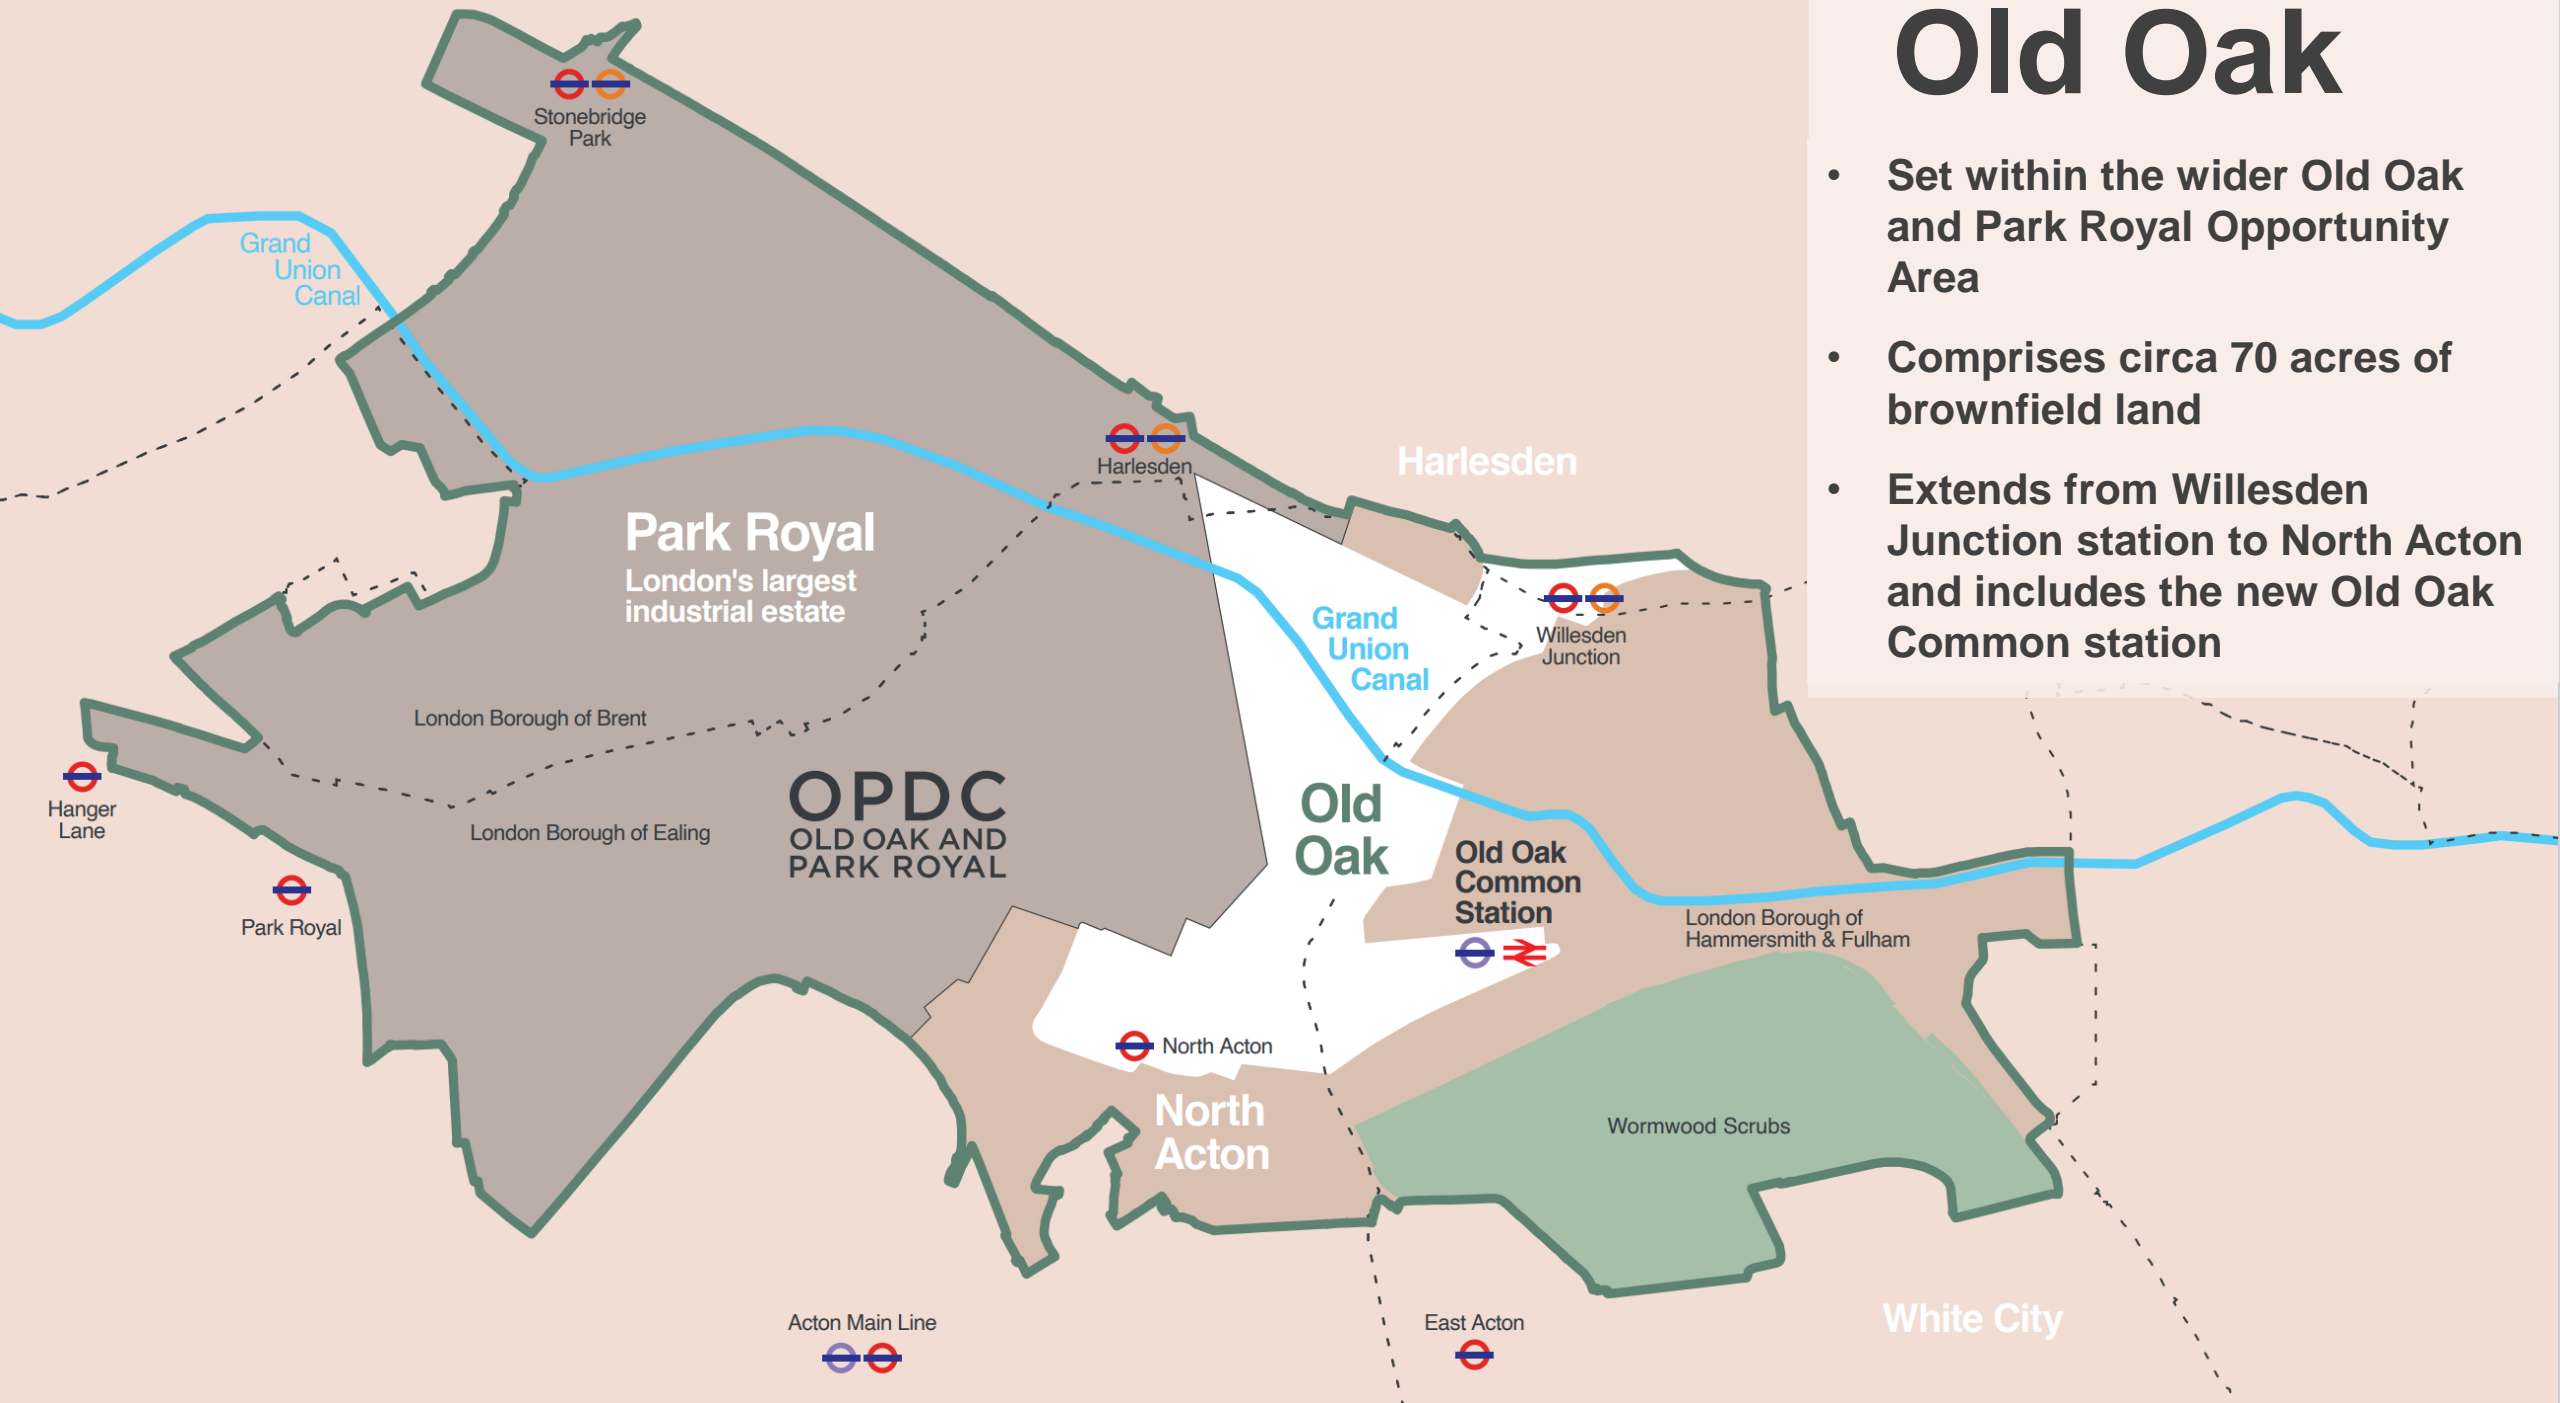 Old Oak
• Set within the wider Old Oak
and Park Royal Opportunity
Area
• Comprises circa 70 acres of
brownfield land
• Extends from Willesden
Junction station to North Acton
and includes the new Old Oak
Common station
Stonebridge
Park
Grand
Union
Canal
Harlesden
Harlesden
Park Royal
London's largest
industrial estate
Grand
Union
Canal
Willesden
Junction
London Borough of Brent
London Borough of Ealing
OPDC
OLD OAK AND
PARK ROYAL
Hanger
Lane
Park Royal
Old
Oak
Old Oak
Common
Station
London Borough of
Hammersmith & Fulham
North Acton
North
Acton
Wormwood Scrubs
Acton Main Line
East Acton
White City